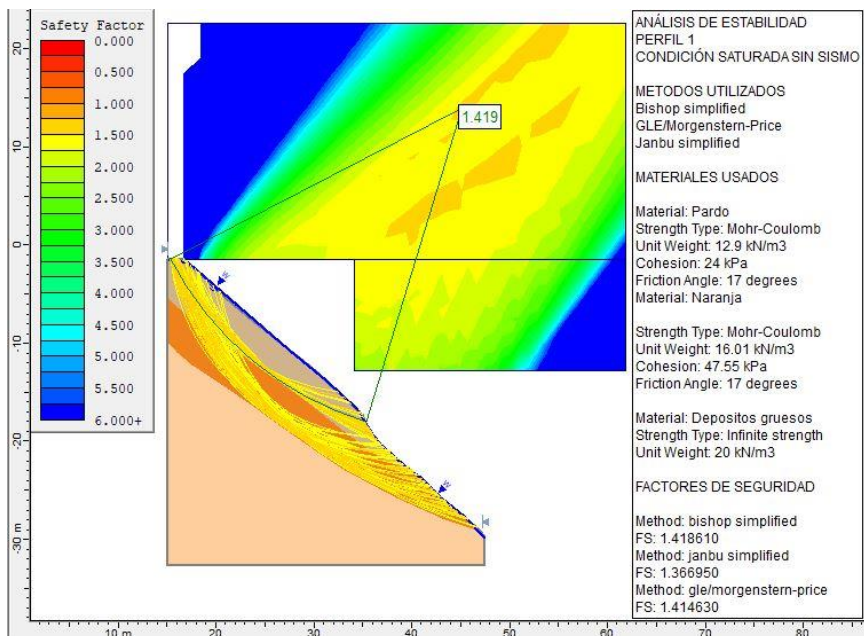 Safety Factor
0.000
0.500
1.000
1.500
2.000
2.500
3.000
3.500
4.000
4.500
5.000
5.500
6.000+
20
10
0
-10
-20
-30 m
1.419
w
w
10 m
20
30
40
50
60
70
80
ANÁLISIS DE ESTABILIDAD
PERFIL 1
CONDICIÓN SATURADA SIN SISMO
METODOS UTILIZADOS
Bishop simplified
GLE/Morgenstern-Price
Janbu simplified
MATERIALES USADOS
Material: Pardo
Strength Type: Mohr-Coulomb
Unit Weight: 12.9 kN/m3
Cohesion: 24 kPa
Friction Angle: 17 degrees
Material: Naranja
Strength Type: Mohr-Coulomb
Unit Weight: 16.01 kN/m3
Cohesion: 47.55 kPa
Friction Angle: 17 degrees
Material: Depositos gruesos
Strength Type: Infinite strength
Unit Weight: 20 kN/m3
FACTORES DE SEGURIDAD
Method: bishop simplified
FS: 1.418610
Method: janbu simplified
FS: 1.366950
Method: gle/morgenstern-price
FS: 1.414630